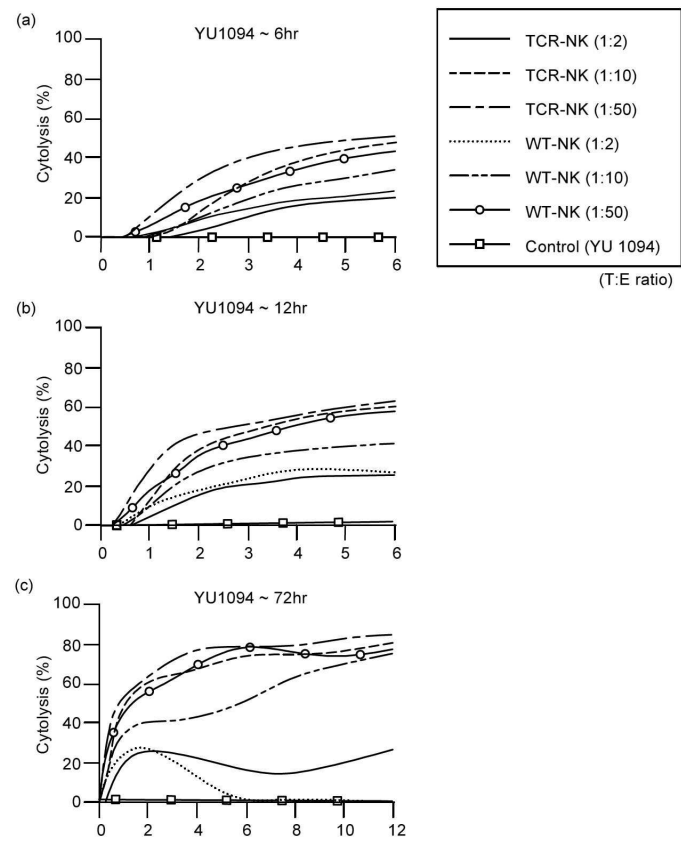 (a)
YU1094 ~ 6hr
Cytolysis (%)
100
80
60
40
20
0
0 1 2 3 4 5 6
TCR-NK (1:2)
TCR-NK (1:10)
TCR-NK (1:50)
WT-NK (1:2)
WT-NK (1:10)
WT-NK (1:50)
Control (YU 1094)
(T:E ratio)
(b)
YU1094 ~ 12hr
Cytolysis (%)
100
80
60
40
20
0
0 1 2 3 4 5 6
(c)
YU1094 ~ 72hr
Cytolysis (%)
100
80
60
40
20
0
0 2 4 6 8 10 12